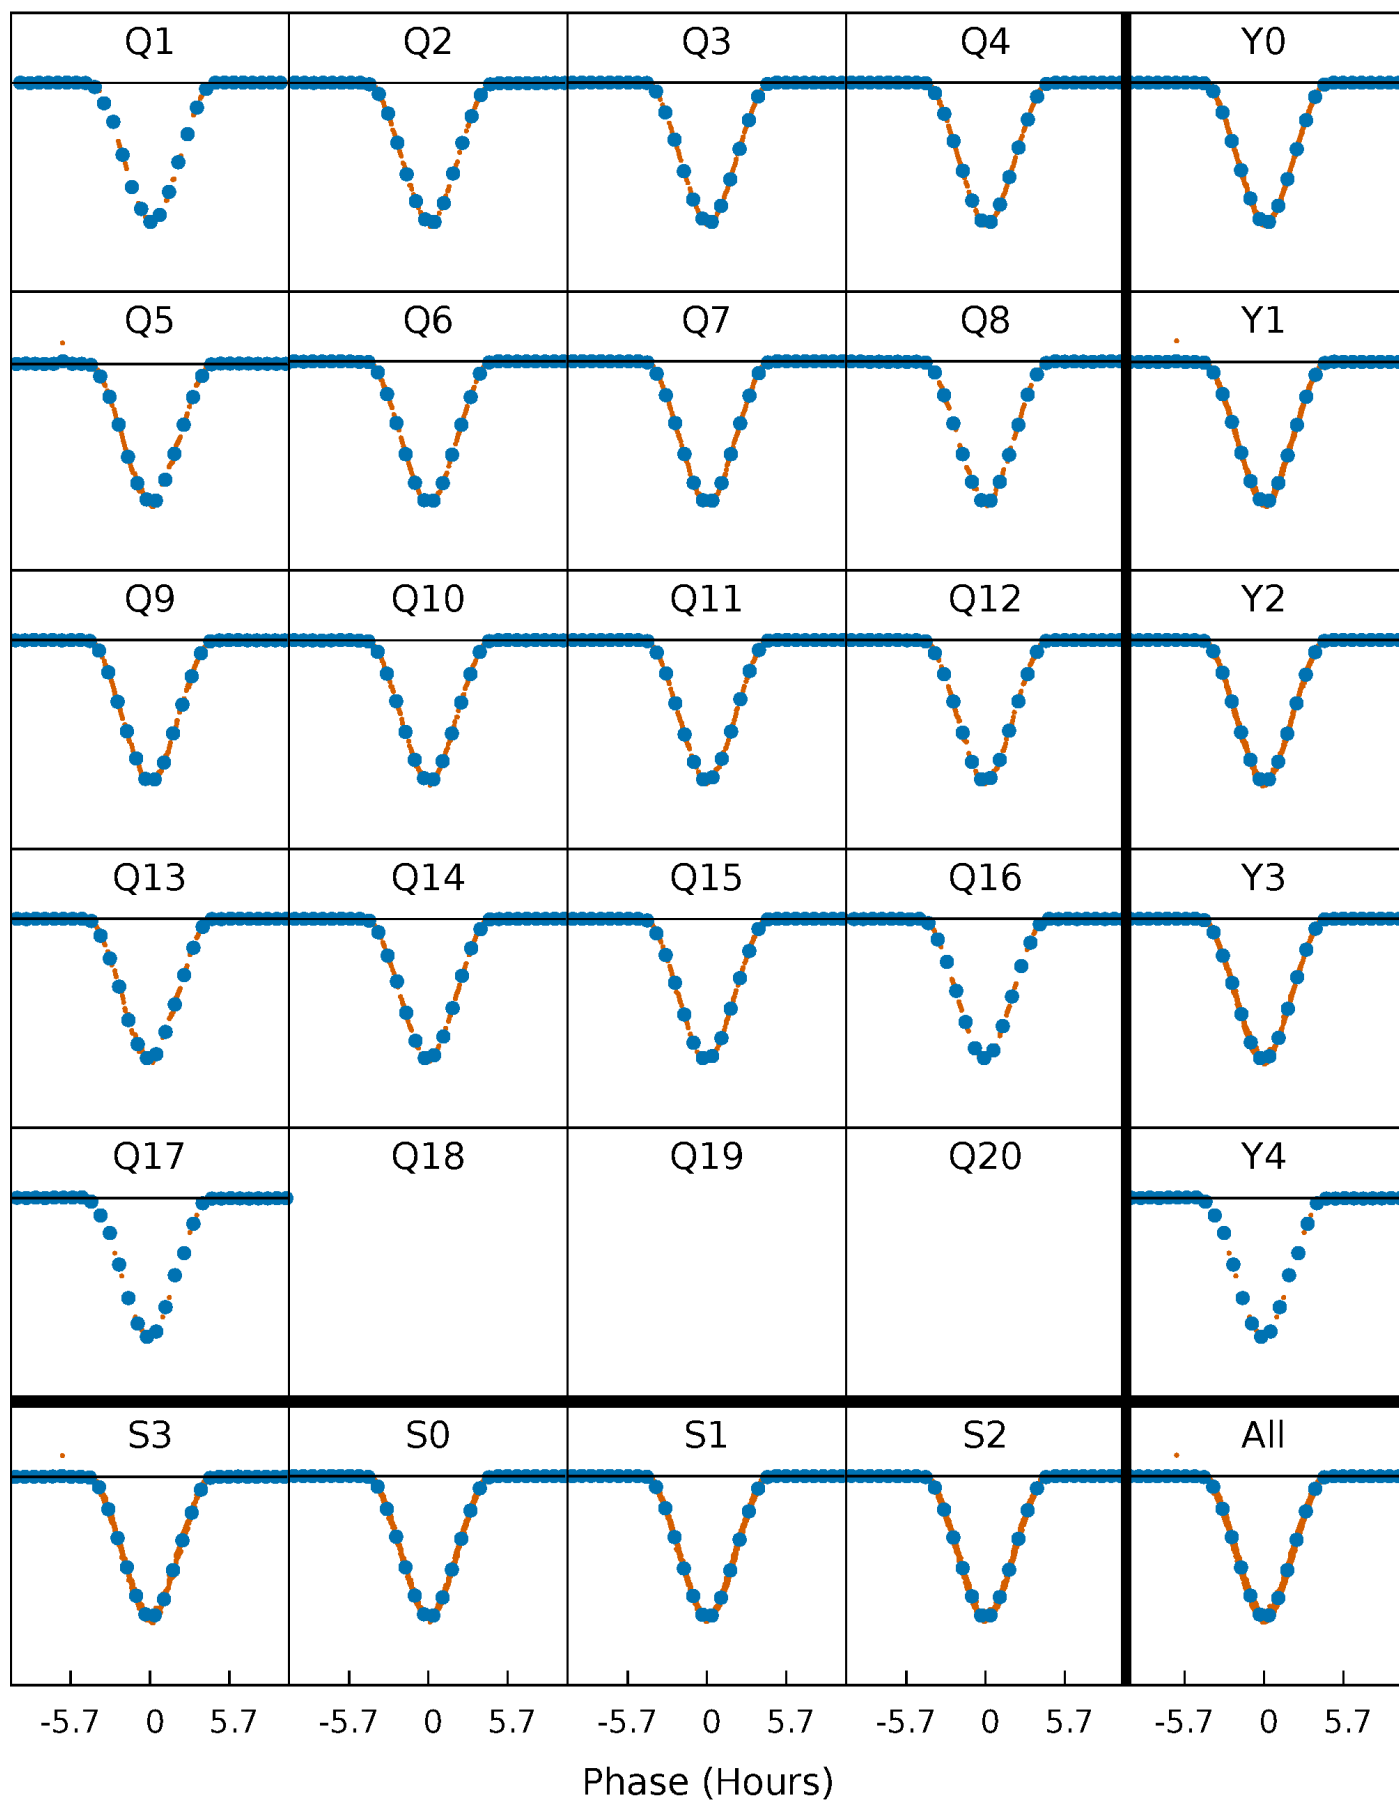 Q1 Q2 Q3 Q4 Y0
Q5 Q6 Q7 Q8 Y1
Q9 Q10 Q11 Q12 Y2
Q13 Q14 Q15 Q16 Y3
Q17 Q18 Q19 Q20 Y4
S3 S0 S1 S2 All
-5.7 0 5.7 -5.7 0 5.7 -5.7 0 5.7 -5.7 0 5.7 -5.7 0 5.7
Phase (Hours)